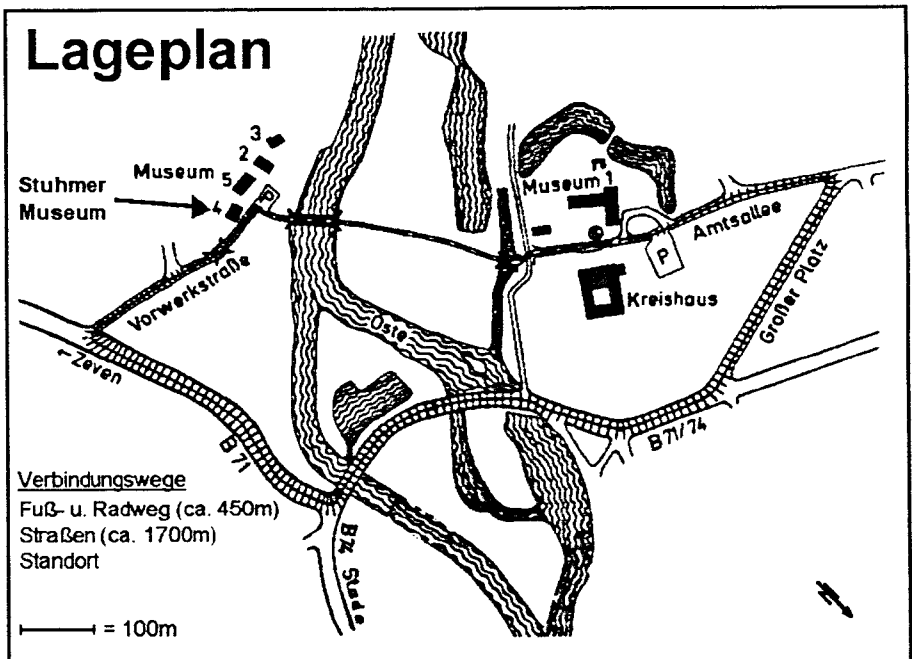 Lageplan
3
2
Museum
5
4
P
Stuhmer
Museum
Museum 1
P
Amtsallee
Großer Platz
Kreishaus
Vorwerkstraße
Oste
← Zeven
B 71
B 71/74
B 74 Stade
Verbindungswege
Fuß- u. Radweg (ca. 450m)
Straßen (ca. 1700m)
Standort
= 100m
N